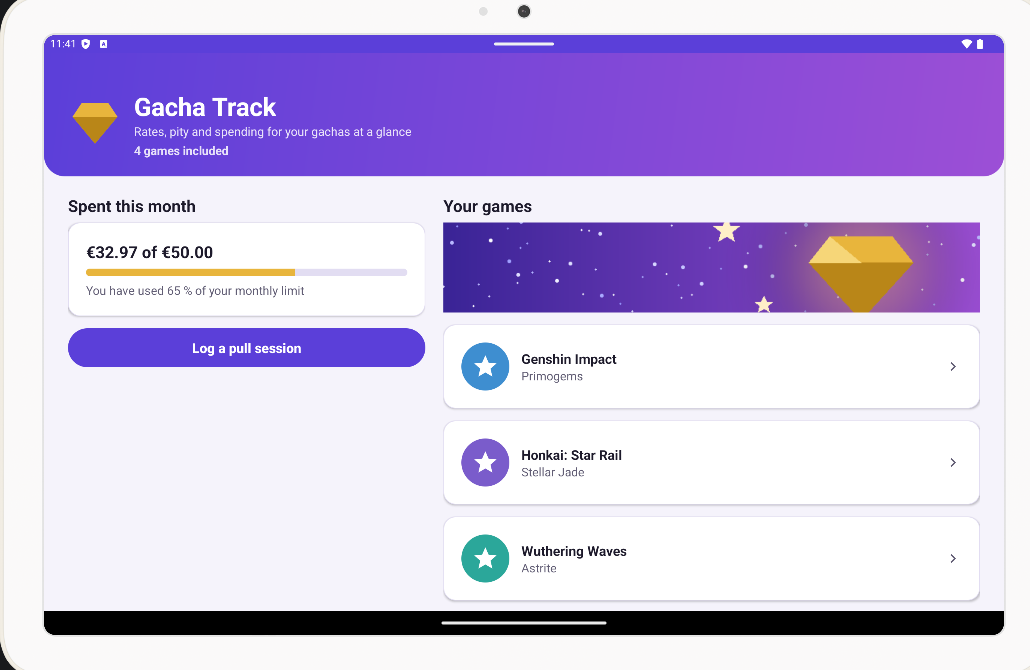 11:41
Gacha Track
Rates, pity and spending for your gachas at a glance
4 games included
Spent this month
€32.97 of €50.00
You have used 65 % of your monthly limit
Log a pull session
Your games
Genshin Impact
Primogems
Honkai: Star Rail
Stellar Jade
Wuthering Waves
Astrite